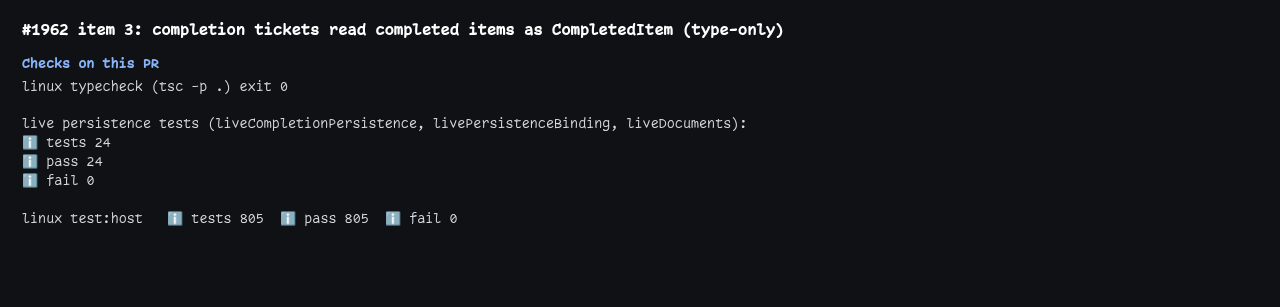 #1962 item 3: completion tickets read completed items as CompletedItem (type-only)
Checks on this PR
linux typecheck (tsc -p .) exit 0
live persistence tests (liveCompletionPersistence, livePersistenceBinding, liveDocuments):
ℹ️ tests 24
ℹ️ pass 24
ℹ️ fail 0
linux test:host ℹ️ tests 805 ℹ️ pass 805 ℹ️ fail 0